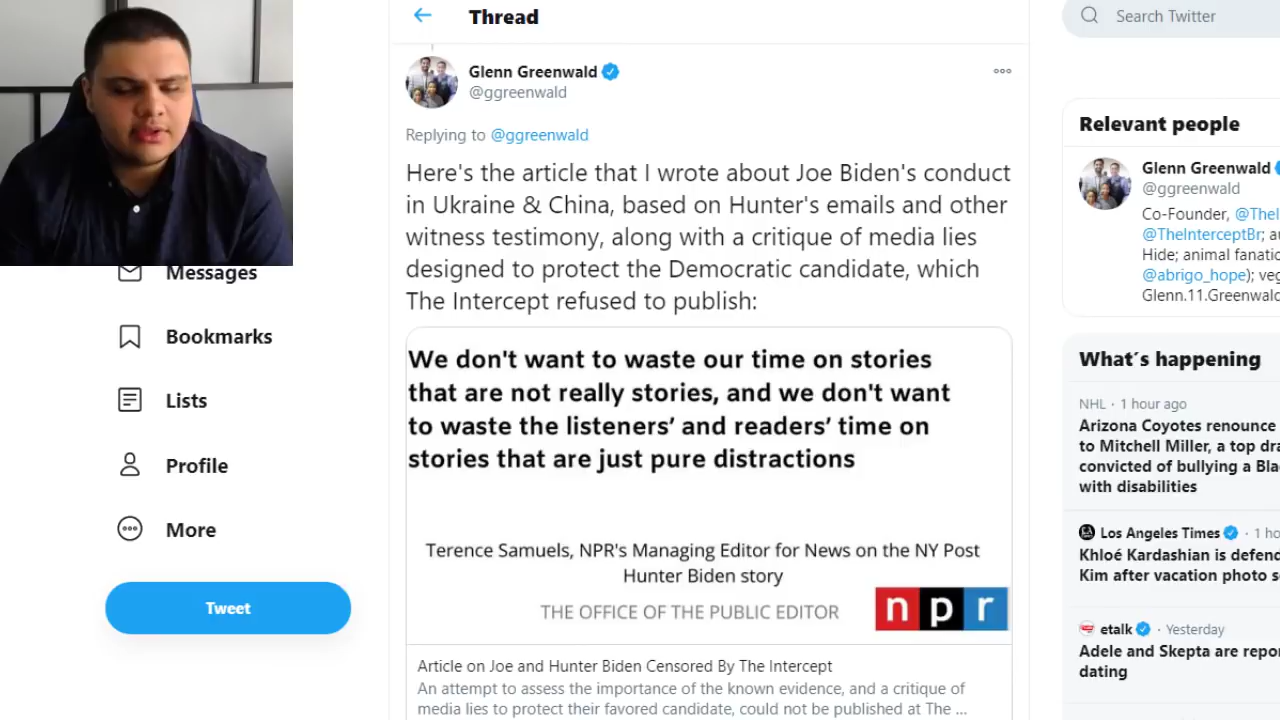 Thread
Search Twitter
Glenn Greenwald
@ggreenwald
Replying to @ggreenwald
Here's the article that I wrote about Joe Biden's conduct
in Ukraine & China, based on Hunter's emails and other
witness testimony, along with a critique of media lies
designed to protect the Democratic candidate, which
The Intercept refused to publish:
We don't want to waste our time on stories
that are not really stories, and we don't want
to waste the listeners’ and readers’ time on
stories that are just pure distractions
Terence Samuels, NPR's Managing Editor for News on the NY Post
Hunter Biden story
THE OFFICE OF THE PUBLIC EDITOR
npr
Article on Joe and Hunter Biden Censored By The Intercept
An attempt to assess the importance of the known evidence, and a critique of
media lies to protect their favored candidate, could not be published at The ...
Messages
Bookmarks
Lists
Profile
More
Tweet
Relevant people
Glenn Greenwald
@ggreenwald
Co-Founder, @TheI
@TheInterceptBr; au
Hide; animal fanatic
@abrigo_hope); veg
Glenn.11.Greenwald
What´s happening
NHL · 1 hour ago
Arizona Coyotes renounce
to Mitchell Miller, a top dra
convicted of bullying a Bla
with disabilities
Los Angeles Times · 1 ho
Khloé Kardashian is defend
Kim after vacation photo s
etalk · Yesterday
Adele and Skepta are repor
dating